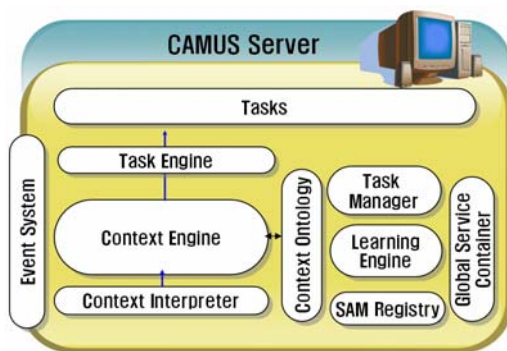 CAMUS Server
Tasks
Task Engine
Event System
Context Engine
Context Interpreter
Context Ontology
Task
Manager
Learning
Engine
SAM Registry
Global Service
Container